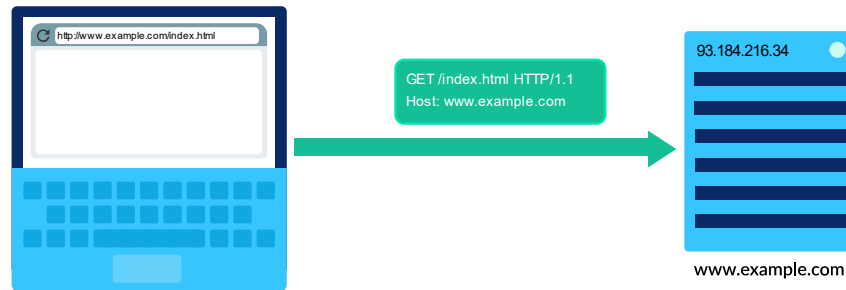 http://www.example.com/index.html
GET /index.html HTTP/1.1
Host: www.example.com
93.184.216.34
www.example.com